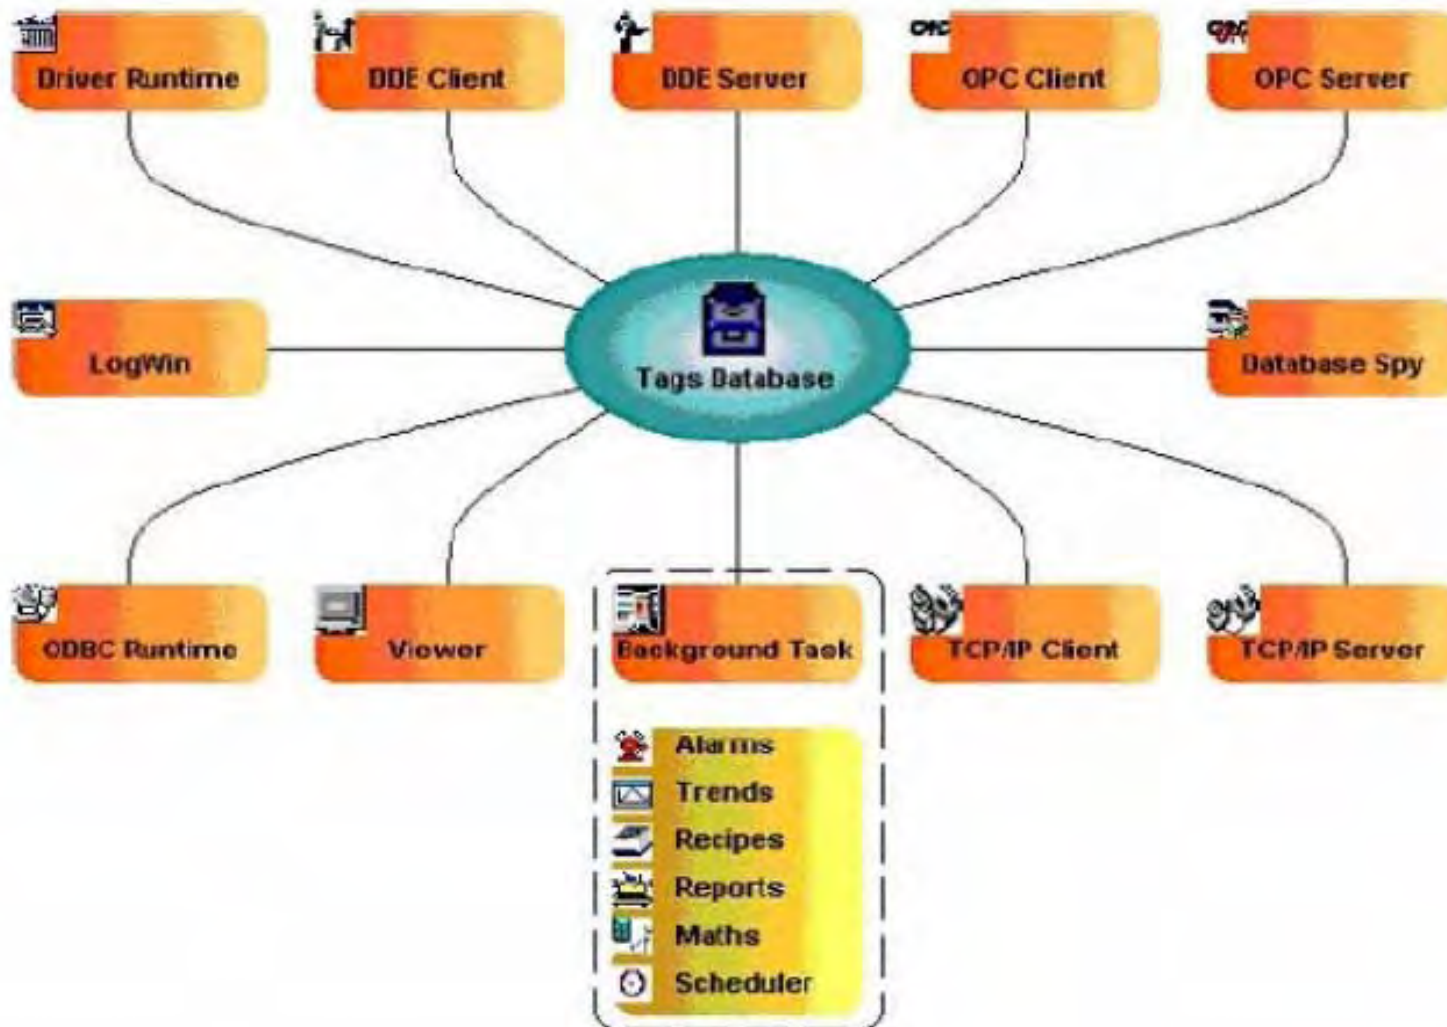 Driver Runtime
DDE Client
DDE Server
OPC Client
OPC Server
LogWin
Tags Database
Database Spy
ODBC Runtime
Viewer
Background Task
TCP/IP Client
TCP/IP Server
Alarms
Trends
Recipes
Reports
Maths
Scheduler